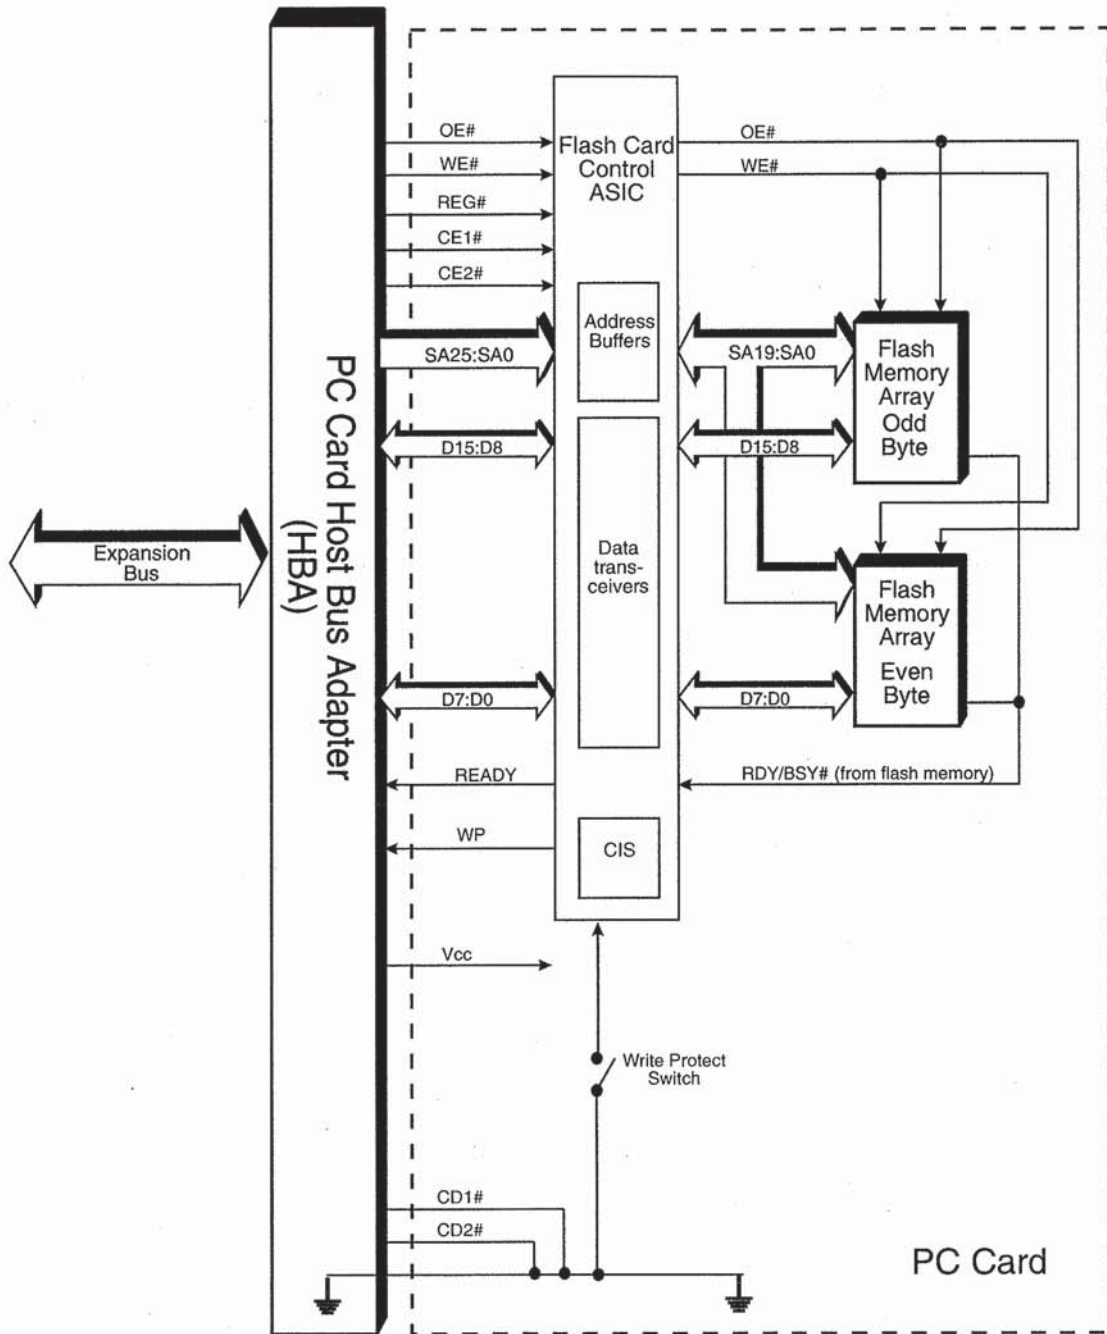 OE#
WE#
REG#
CE1#
CE2#
SA25:SA0
D15:D8
D7:D0
READY
WP
Vcc
CD1#
CD2#
Expansion
Bus
PC Card Host Bus Adapter
(HBA)
Flash Card
Control
ASIC
Address
Buffers
Data
trans-
ceivers
CIS
OE#
WE#
SA19:SA0
D15:D8
D7:D0
RDY/BSY# (from flash memory)
Flash
Memory
Array
Odd
Byte
Flash
Memory
Array
Even
Byte
Write Protect
Switch
PC Card